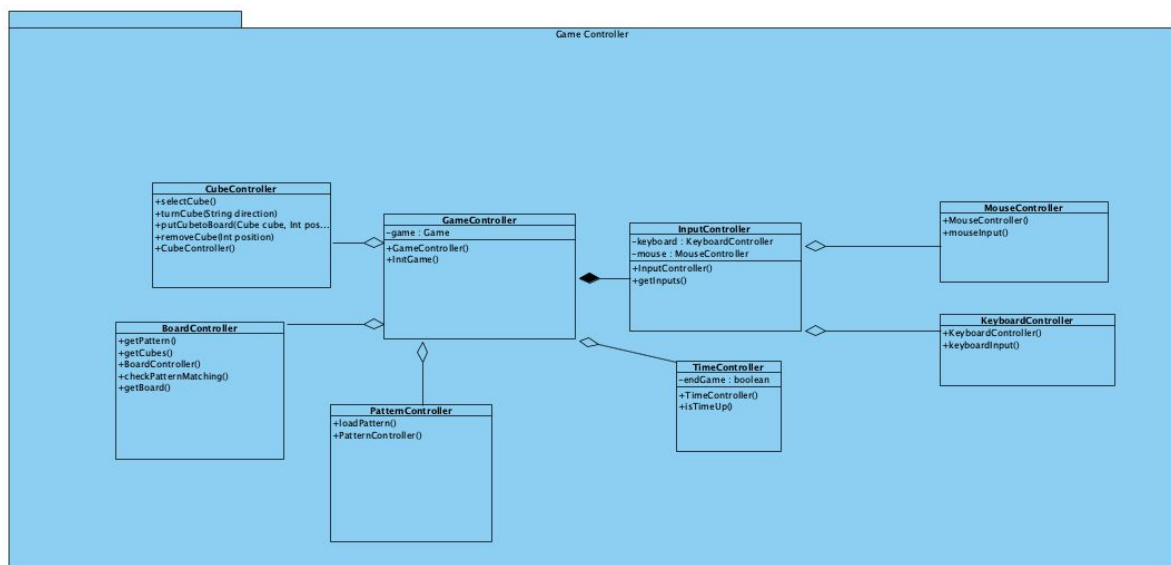 Game Controller
CubeController
+selectCube()
+turnCube(String direction)
+putCubetoBoard(Cube cube, Int pos...
+removeCube(Int position)
+CubeController()
GameController
-game : Game
+GameController()
+InitGame()
InputController
-keyboard : KeyboardController
-mouse : MouseController
+InputController()
+getInputs()
MouseController
+MouseController()
+mouseInput()
BoardController
+getPattern()
+getCubes()
+BoardController()
+checkPatternMatching()
+getBoard()
KeyboardController
+KeyboardController()
+keyboardInput()
TimeController
-endGame : boolean
+TimeController()
+isTimeUp()
PatternController
+loadPattern()
+PatternController()